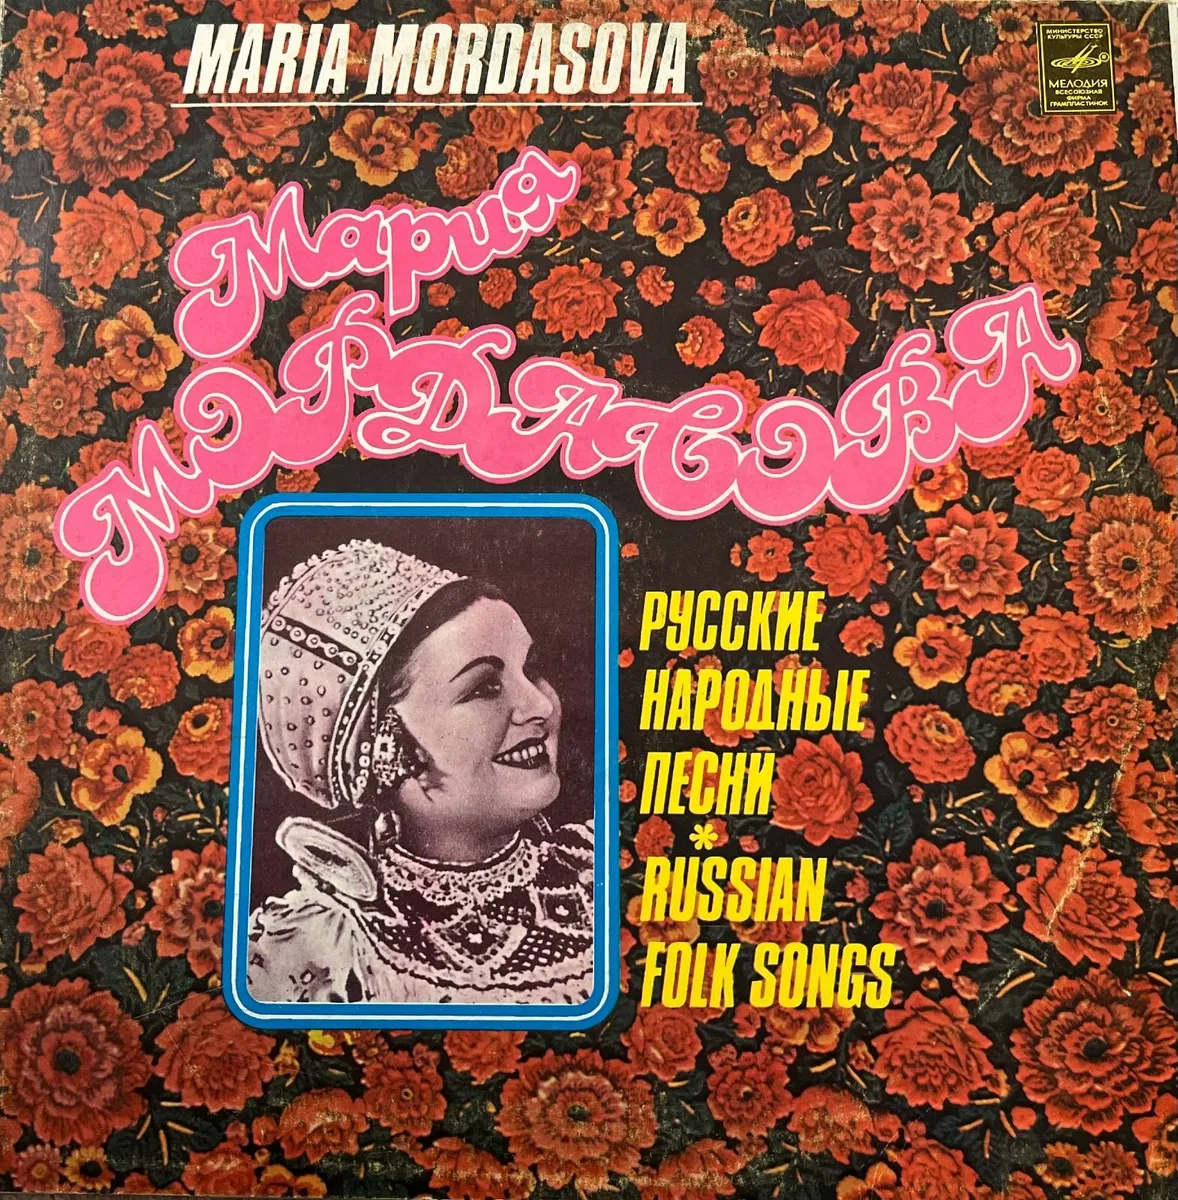 MARIA MORDASOVA
МИНИСТЕРСТВО
КУЛЬТУРЫ СССР
МЕЛОДИЯ
ВСЕСОЮЗНАЯ
ФИРМА
ГРАМПЛАСТИНОК
Мария
МОРДАСОВА
РУССКИЕ
НАРОДНЫЕ
ПЕСНИ
*
RUSSIAN
FOLK SONGS